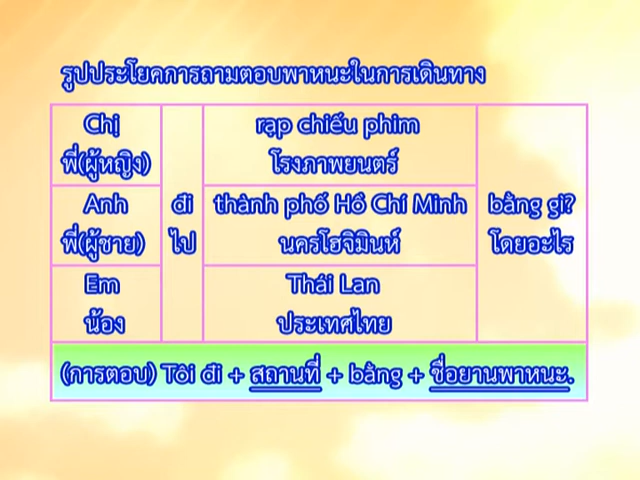 รูปประโยคการถามตอบพาหนะในการเดินทาง
Chị
พี่(ผู้หญิง)
đi
ไป
rạp chiếu phim
โรงภาพยนตร์
bằng gì?
โดยอะไร
Anh
พี่(ผู้ชาย)
thành phố Hồ Chí Minh
นครโฮจิมินห์
Em
น้อง
Thái Lan
ประเทศไทย
(การตอบ) Tôi đi + สถานที่ + bằng + ชื่อยานพาหนะ.